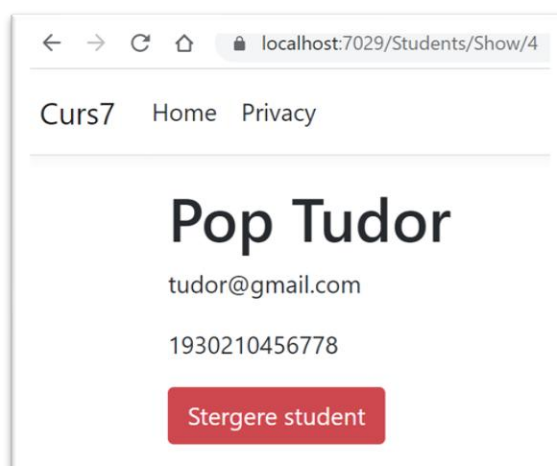 localhost:7029/Students/Show/4
Curs7 Home Privacy
Pop Tudor
tudor@gmail.com
1930210456778
Stergere student